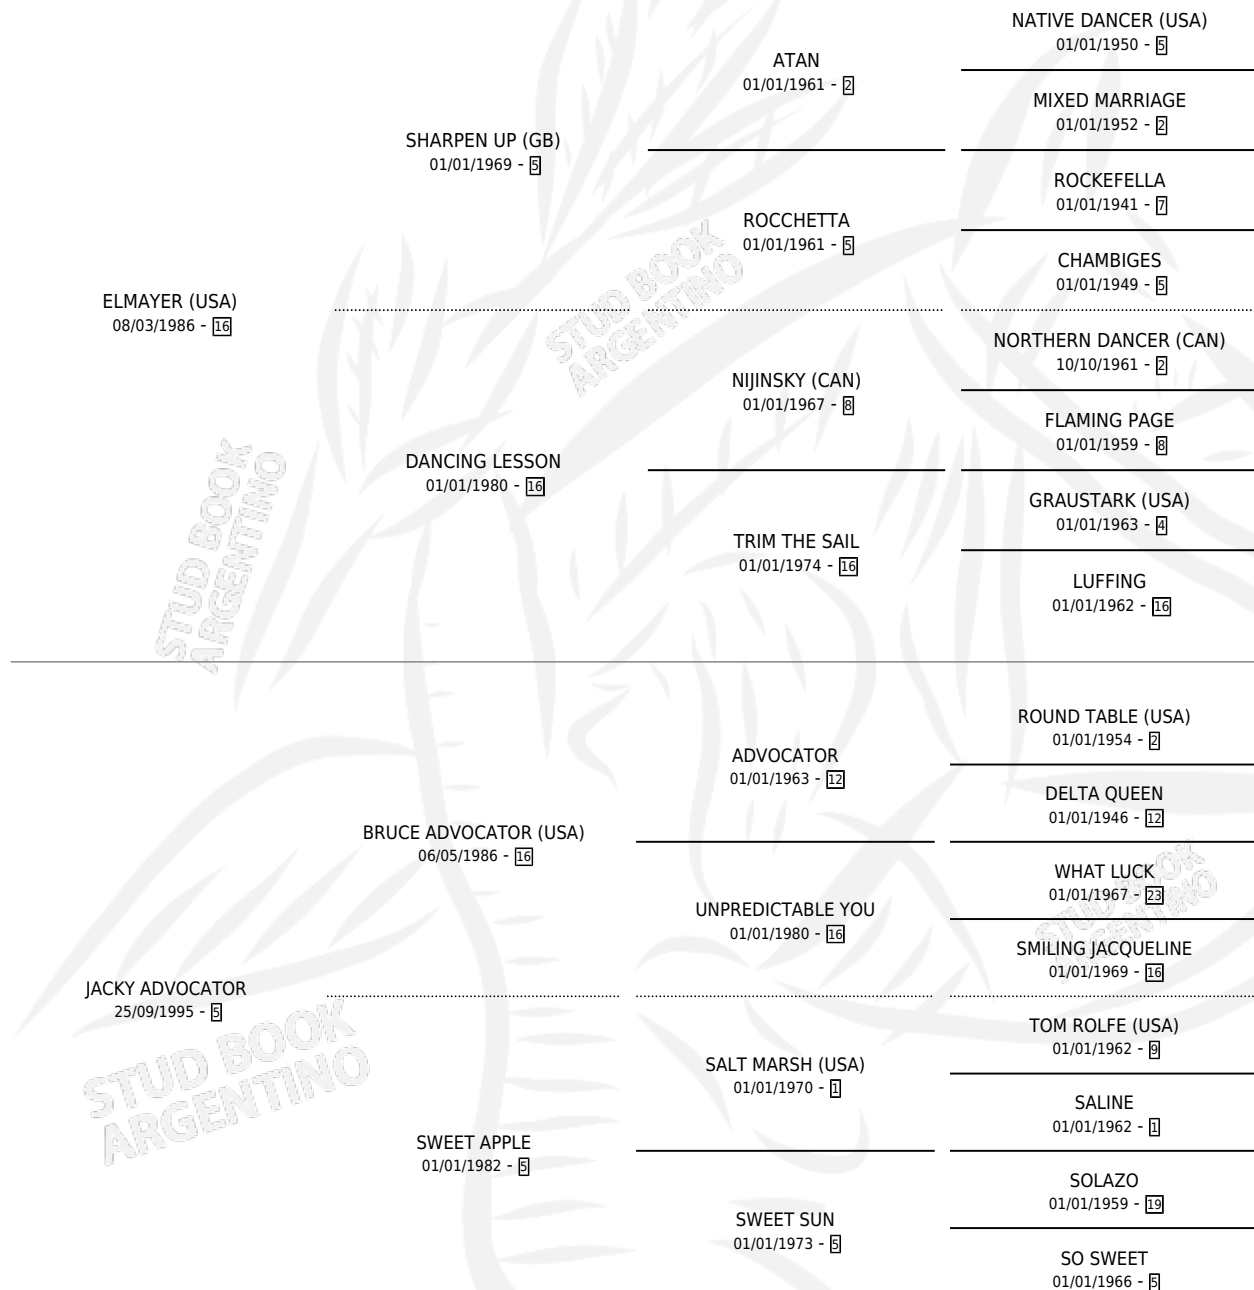 NATIVE DANCER (USA)
01/01/1950 - 5
ATAN
01/01/1961 - 2
MIXED MARRIAGE
01/01/1952 - 2
SHARPEN UP (GB)
01/01/1969 - 5
ROCKEFELLA
01/01/1941 - 7
ROCCHETTA
01/01/1961 - 5
CHAMBIGES
01/01/1949 - 5
ELMAYER (USA)
08/03/1986 - 16
NORTHERN DANCER (CAN)
10/10/1961 - 2
NIJINSKY (CAN)
01/01/1967 - 8
FLAMING PAGE
01/01/1959 - 8
DANCING LESSON
01/01/1980 - 16
GRAUSTARK (USA)
01/01/1963 - 4
TRIM THE SAIL
01/01/1974 - 16
LUFFING
01/01/1962 - 16
ROUND TABLE (USA)
01/01/1954 - 2
ADVOCATOR
01/01/1963 - 12
DELTA QUEEN
01/01/1946 - 12
BRUCE ADVOCATOR (USA)
06/05/1986 - 16
WHAT LUCK
01/01/1967 - 23
UNPREDICTABLE YOU
01/01/1980 - 16
SMILING JACQUELINE
01/01/1969 - 16
JACKY ADVOCATOR
25/09/1995 - 5
TOM ROLFE (USA)
01/01/1962 - 9
SALT MARSH (USA)
01/01/1970 - 1
SALINE
01/01/1962 - 1
SWEET APPLE
01/01/1982 - 5
SOLAZO
01/01/1959 - 19
SWEET SUN
01/01/1973 - 5
SO SWEET
01/01/1966 - 5
STUD BOOK
ARGENTINO
STUD BOOK
ARGENTINO
STUD BOOK
ARGENTINO
STUD BOOK
ARGENTINO